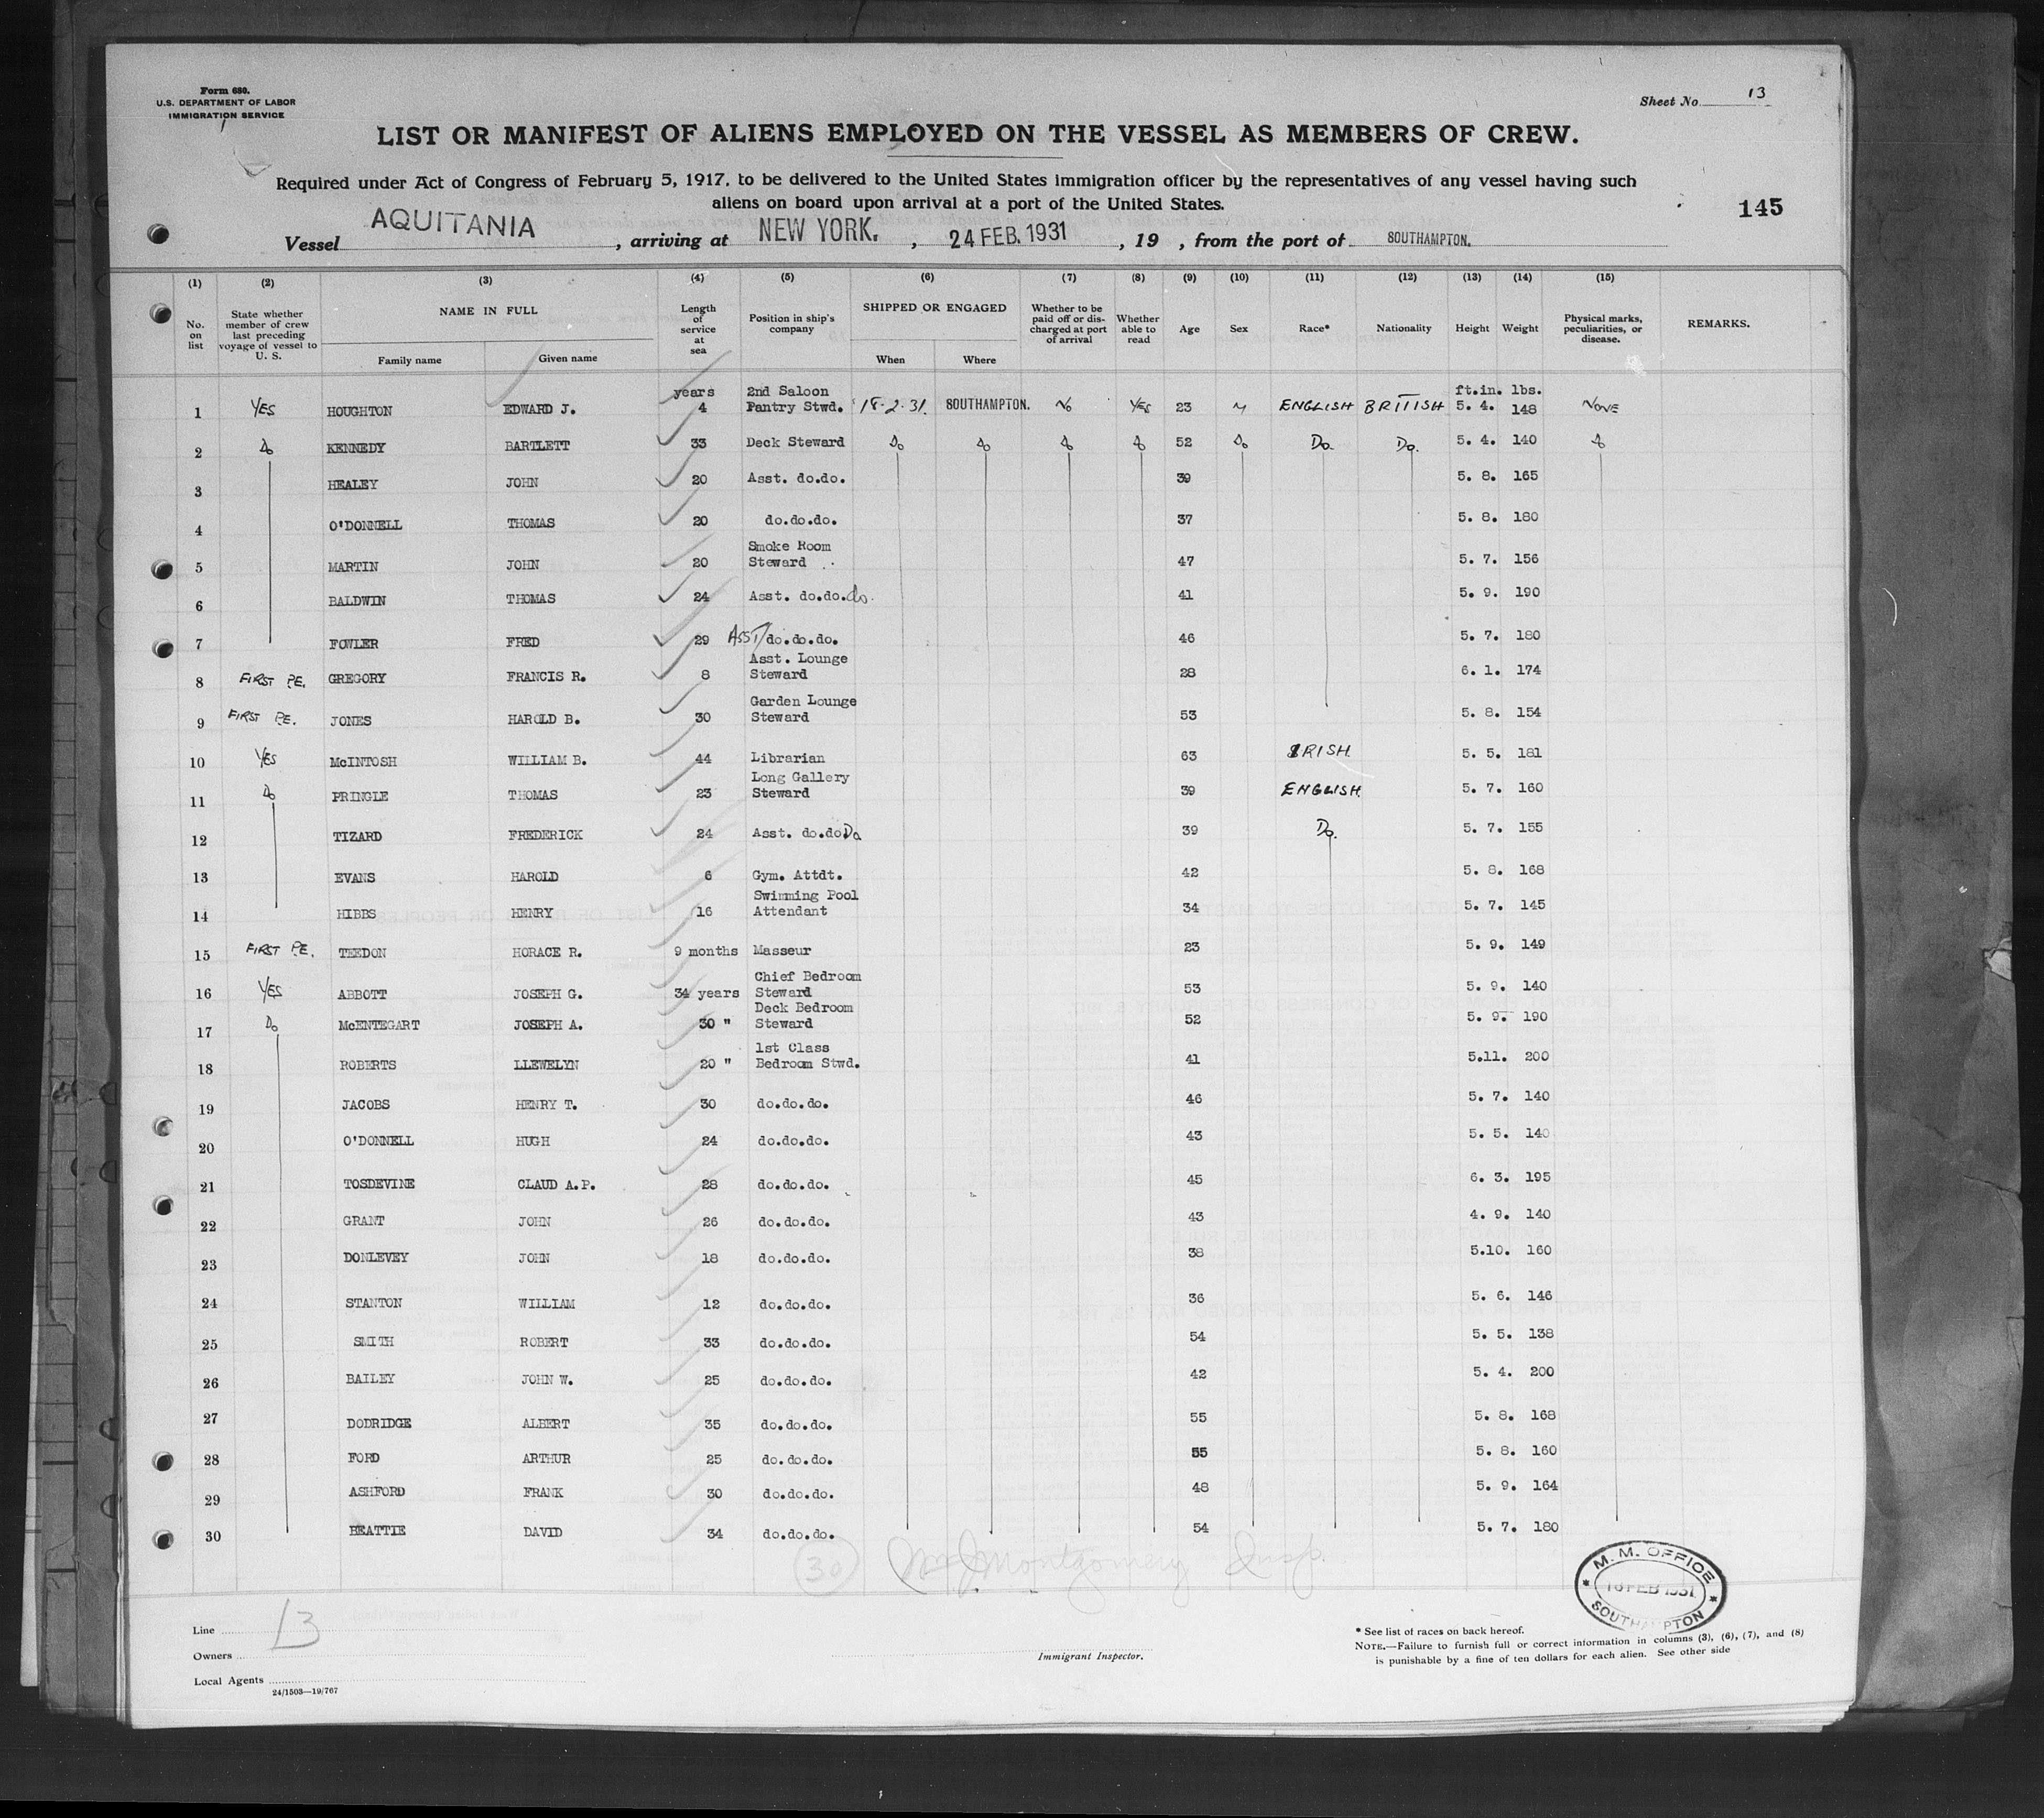 Form 680.
U.S. DEPARTMENT OF LABOR
IMMIGRATION SERVICE
Sheet No. 13
LIST OR MANIFEST OF ALIENS EMPLOYED ON THE VESSEL AS MEMBERS OF CREW.
Required under Act of Congress of February 5, 1917, to be delivered to the United States immigration officer by the representatives of any vessel having such
aliens on board upon arrival at a port of the United States.
145
Vessel AQUITANIA, arriving at NEW YORK. , 24 FEB. 1931 , 19 , from the port of SOUTHAMPTON.
(1) (2) (3) (4) (5) (6) (7) (8) (9) (10) (11) (12) (13) (14) (15)
No. on list
State whether member of crew last preceding voyage of vessel to U. S.
NAME IN FULL
Family name
Given name
Length of service at sea
Position in ship's company
SHIPPED OR ENGAGED
When
Where
Whether to be paid off or discharged at port of arrival
Whether able to read
Age
Sex
Race*
Nationality
Height
Weight
Physical marks, peculiarities, or disease.
REMARKS.
years ft.in. lbs.
1 YES HOUGHTON EDWARD J. 4 2nd Saloon Pantry Stwd. 18.2.31. SOUTHAMPTON. No YES 23 M ENGLISH BRITISH 5. 4. 148 NONE
2 Do KENNEDY BARTLETT 33 Deck Steward Do Do Do Do 52 Do Do. Do. 5. 4. 140 Do
3 HEALEY JOHN 20 Asst. do.do. 39 5. 8. 165
4 O'DONNELL THOMAS 20 do.do.do. 37 5. 8. 180
5 MARTIN JOHN 20 Smoke Room Steward 47 5. 7. 156
6 BALDWIN THOMAS 24 Asst. do.do.do. 41 5. 9. 190
7 FOWLER FRED 29 ASST/do.do.do. 46 5. 7. 180
8 FIRST PE. GREGORY FRANCIS R. 8 Asst. Lounge Steward 28 6. 1. 174
9 FIRST PE. JONES HAROLD B. 30 Garden Lounge Steward 53 5. 8. 154
10 YES McINTOSH WILLIAM B. 44 Librarian 63 IRISH 5. 5. 181
11 Do PRINGLE THOMAS 23 Long Gallery Steward 39 ENGLISH. 5. 7. 160
12 TIZARD FREDERICK 24 Asst. do.doDo 39 Do. 5. 7. 155
13 EVANS HAROLD 6 Gym. Attdt. 42 5. 8. 168
14 HIBBS HENRY 16 Swimming Pool Attendant 34 5. 7. 145
15 FIRST PE. TEEDON HORACE R. 9 months Masseur 23 5. 9. 149
16 YES ABBOTT JOSEPH G. 34 years Chief Bedroom Steward 53 5. 9. 140
17 Do McENTEGART JOSEPH A. 30 " Deck Bedroom Steward 52 5. 9. 190
18 ROBERTS LLEWELYN 20 " 1st Class Bedroom Stwd. 41 5.11. 200
19 JACOBS HENRY T. 30 do.do.do. 46 5. 7. 140
20 O'DONNELL HUGH 24 do.do.do. 43 5. 5. 140
21 TOSDEVINE CLAUD A.P. 28 do.do.do. 45 6. 3. 195
22 GRANT JOHN 26 do.do.do. 43 4. 9. 140
23 DONLEVEY JOHN 18 do.do.do. 38 5.10. 160
24 STANTON WILLIAM 12 do.do.do. 36 5. 6. 146
25 SMITH ROBERT 33 do.do.do. 54 5. 5. 138
26 BAILEY JOHN W. 25 do.do.do. 42 5. 4. 200
27 DODRIDGE ALBERT 35 do.do.do. 55 5. 8. 168
28 FORD ARTHUR 25 do.do.do. 55 5. 8. 160
29 ASHFORD FRANK 30 do.do.do. 48 5. 9. 164
30 BEATTIE DAVID 34 do.do.do. 54 5. 7. 180
30 Montgomery Insp.
M. M. OFFICE
18 FEB 1931
SOUTHAMPTON
Line 13
Owners
Local Agents
24/1503—19/767
Immigrant Inspector.
* See list of races on back hereof.
NOTE.—Failure to furnish full or correct information in columns (3), (6), (7), and (8)
is punishable by a fine of ten dollars for each alien. See other side